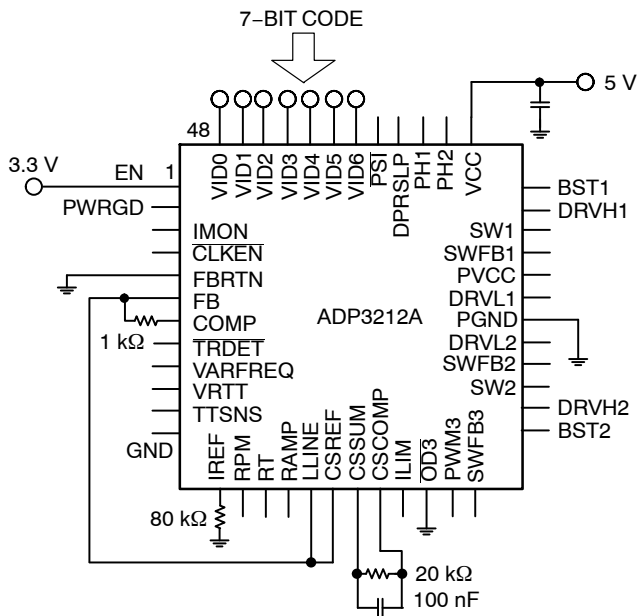 7−BIT CODE
5 V
48
VID0
VID1
VID2
VID3
VID4
VID5
VID6
PSI
DPRSLP
PH1
PH2
VCC
3.3 V
EN
1
PWRGD
IMON
CLKEN
FBRTN
FB
COMP
1 kΩ
TRDET
VARFREQ
VRTT
TTSNS
GND
ADP3212A
BST1
DRVH1
SW1
SWFB1
PVCC
DRVL1
PGND
DRVL2
SWFB2
SW2
DRVH2
BST2
IREF
RPM
RT
RAMP
LLINE
CSREF
CSSUM
CSCOMP
ILIM
OD3
PWM3
SWFB3
80 kΩ
20 kΩ
100 nF